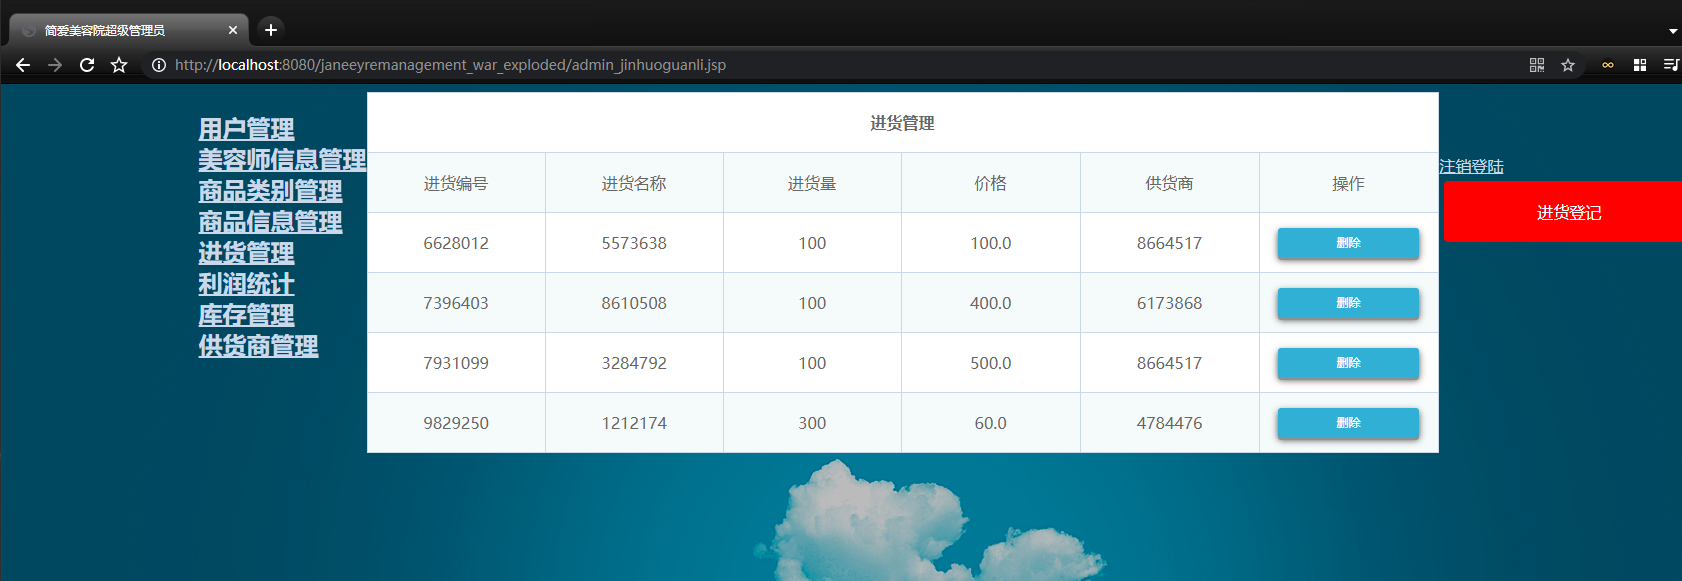 简爱美容院超级管理员
http://localhost:8080/janeeyremanagement_war_exploded/admin_jinhuoguanli.jsp
用户管理
美容师信息管理
商品类别管理
商品信息管理
进货管理
利润统计
库存管理
供货商管理
进货管理
进货编号 进货名称 进货量 价格 供货商 操作
6628012 5573638 100 100.0 8664517 删除
7396403 8610508 100 400.0 6173868 删除
7931099 3284792 100 500.0 8664517 删除
9829250 1212174 300 60.0 4784476 删除
注销登陆
进货登记